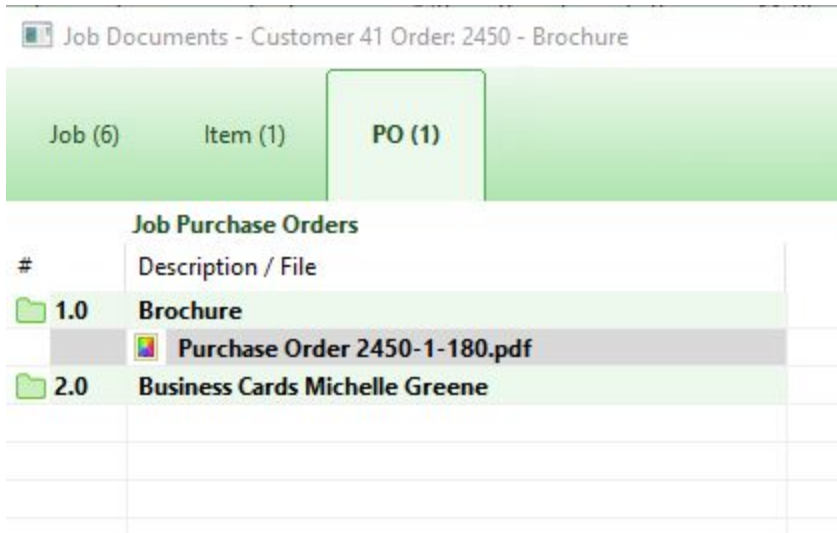 Job Documents - Customer 41 Order: 2450 - Brochure
Job (6) Item (1) PO (1)
Job Purchase Orders
# Description / File
1.0 Brochure
Purchase Order 2450-1-180.pdf
2.0 Business Cards Michelle Greene